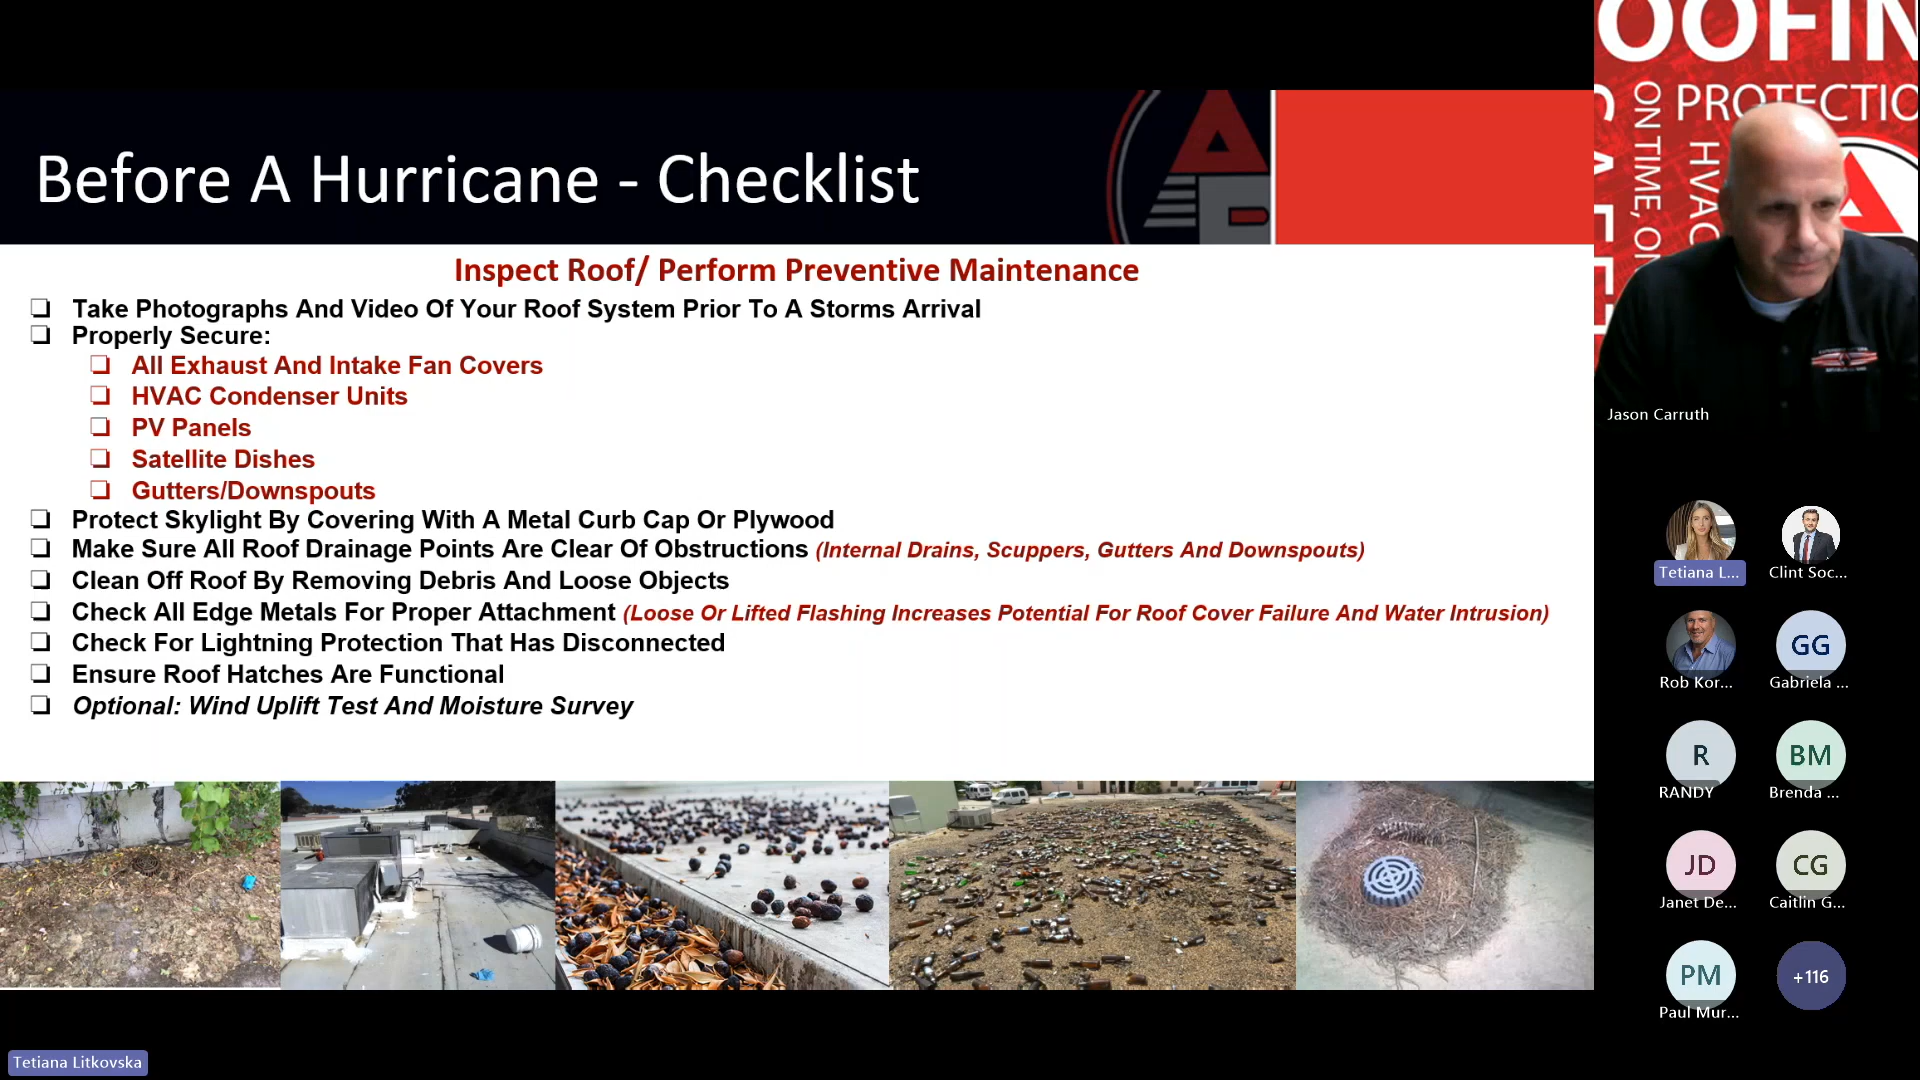 Before A Hurricane - Checklist
Inspect Roof/ Perform Preventive Maintenance
Take Photographs And Video Of Your Roof System Prior To A Storms Arrival
Properly Secure:
All Exhaust And Intake Fan Covers
HVAC Condenser Units
PV Panels
Satellite Dishes
Gutters/Downspouts
Protect Skylight By Covering With A Metal Curb Cap Or Plywood
Make Sure All Roof Drainage Points Are Clear Of Obstructions (Internal Drains, Scuppers, Gutters And Downspouts)
Clean Off Roof By Removing Debris And Loose Objects
Check All Edge Metals For Proper Attachment (Loose Or Lifted Flashing Increases Potential For Roof Cover Failure And Water Intrusion)
Check For Lightning Protection That Has Disconnected
Ensure Roof Hatches Are Functional
Optional: Wind Uplift Test And Moisture Survey
Tetiana Litkovska
OOFIN
PROTECTIO
ON TIME, ON
HVAC
Jason Carruth
Tetiana L...
Clint Soc...
Rob Kor...
GG
Gabriela ...
R
RANDY
BM
Brenda ...
JD
Janet De...
CG
Caitlin G...
PM
Paul Mur...
+116